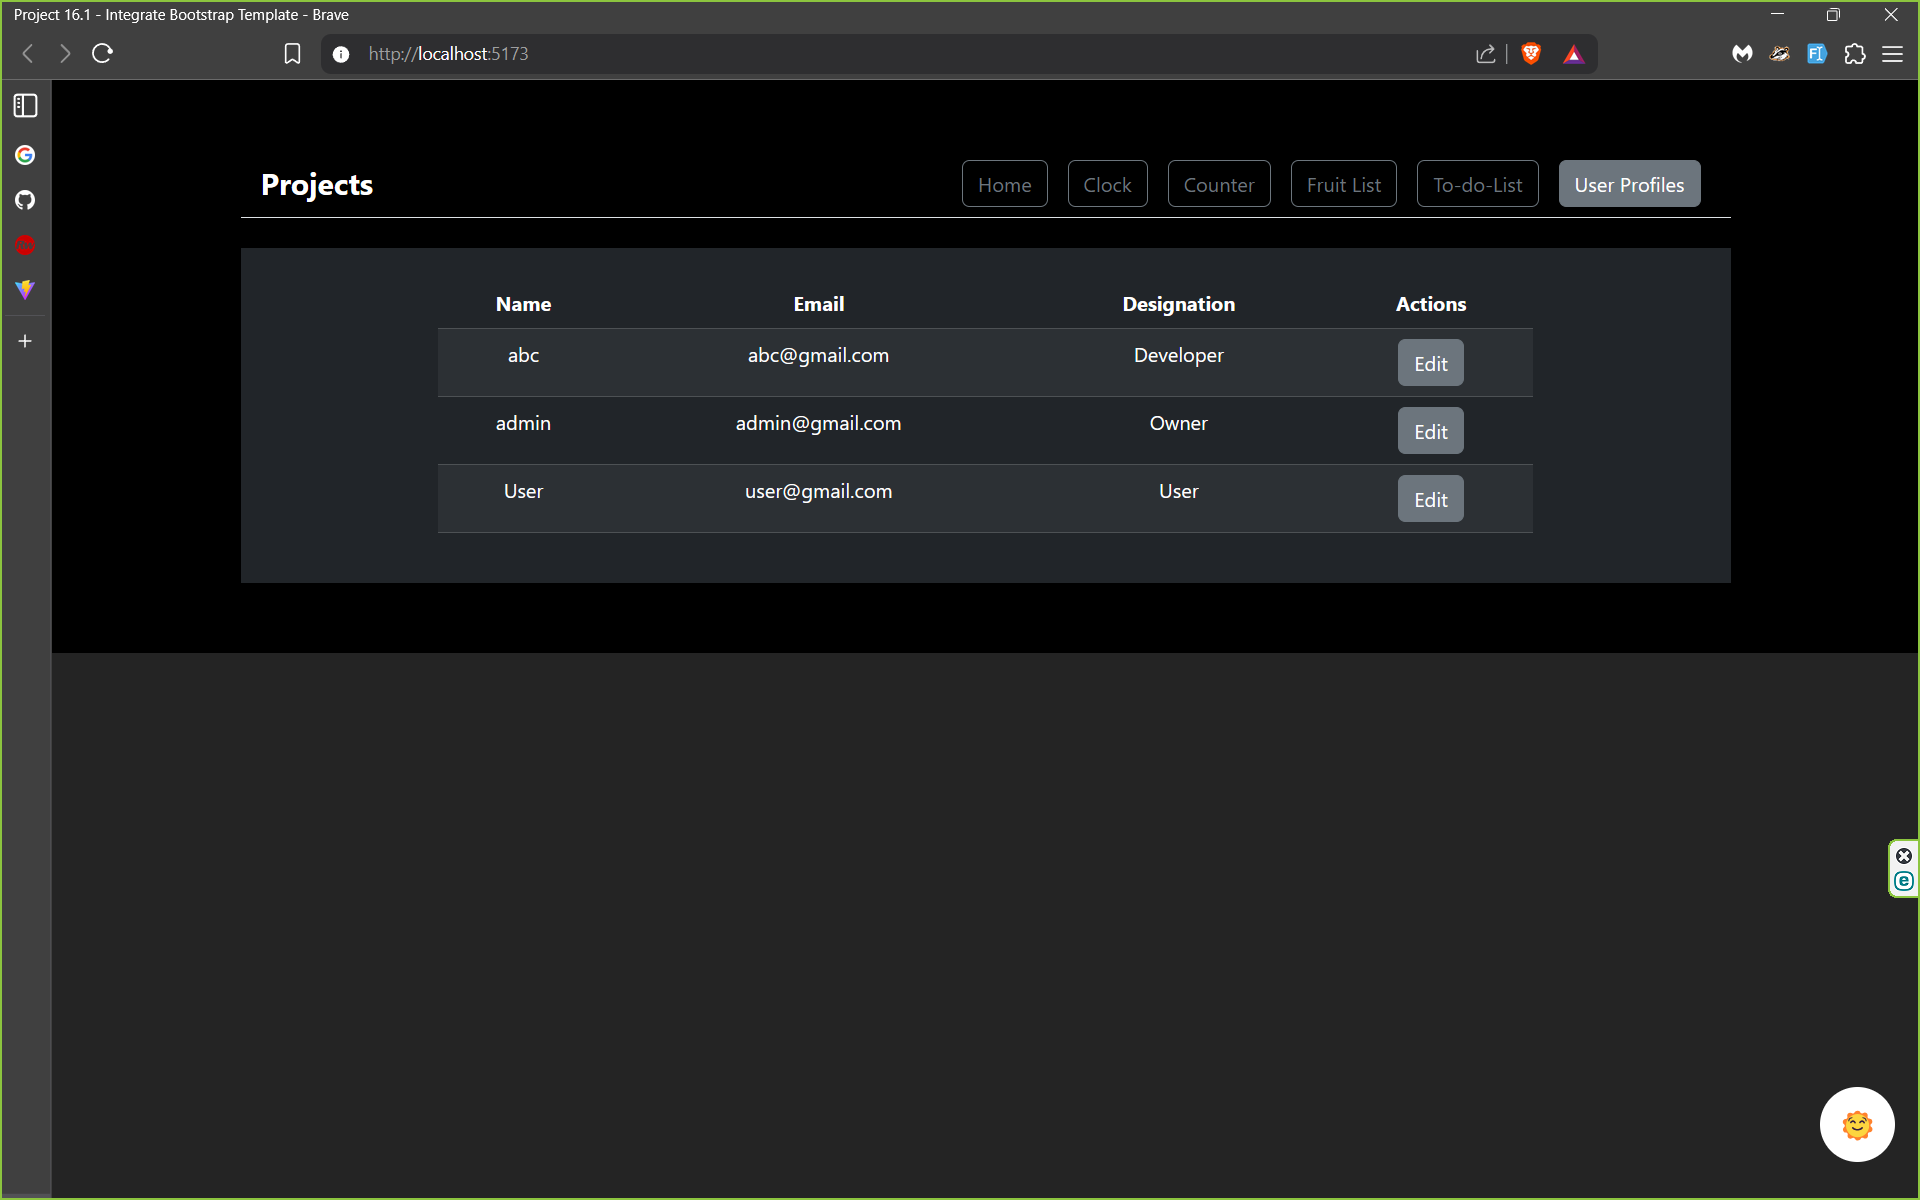 Project 16.1 - Integrate Bootstrap Template - Brave
http://localhost:5173
Projects
Home Clock Counter Fruit List To-do-List User Profiles
Name Email Designation Actions
abc abc@gmail.com Developer Edit
admin admin@gmail.com Owner Edit
User user@gmail.com User Edit